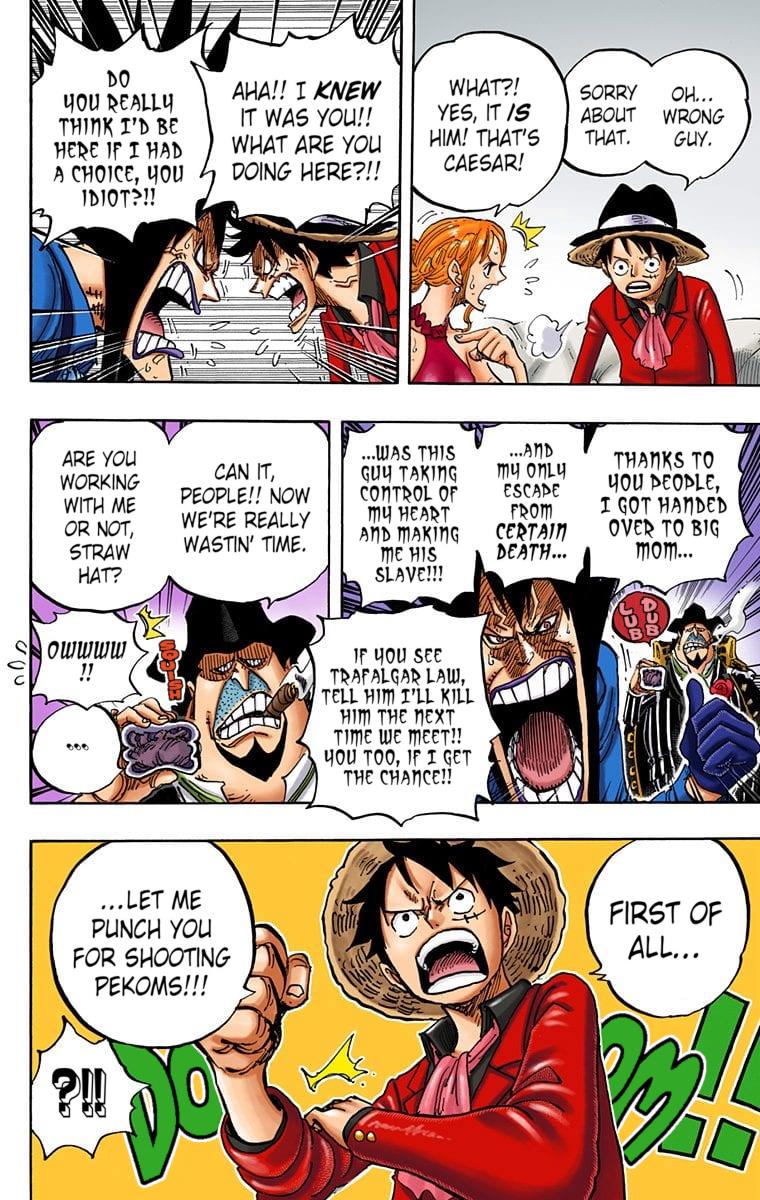 OH...
WRONG
GUY.
SORRY
ABOUT
THAT.
WHAT?!
YES, IT IS
HIM! THAT'S
CAESAR!
AHA!! I KNEW
IT WAS YOU!!
WHAT ARE YOU
DOING HERE?!!
DO
YOU REALLY
THINK I'D BE
HERE IF I HAD
A CHOICE, YOU
IDIOT?!!
THANKS TO
YOU PEOPLE,
I GOT HANDED
OVER TO BIG
MOM...
...AND
MY ONLY
ESCAPE
FROM
CERTAIN
DEATH...
...WAS THIS
GUY TAKING
CONTROL OF
MY HEART
AND MAKING
ME HIS
SLAVE!!!
LUB
DUB
IF YOU SEE
TRAFALGAR LAW,
TELL HIM I'LL KILL
HIM THE NEXT
TIME WE MEET!!
YOU TOO, IF I GET
THE CHANCE!!
CAN IT,
PEOPLE!! NOW
WE'RE REALLY
WASTIN' TIME.
ARE YOU
WORKING
WITH ME
OR NOT,
STRAW
HAT?
SQUISH
OWWWW
!!
...
FIRST OF
ALL...
...LET ME
PUNCH YOU
FOR SHOOTING
PEKOMS!!!
?!!
DOOM!!